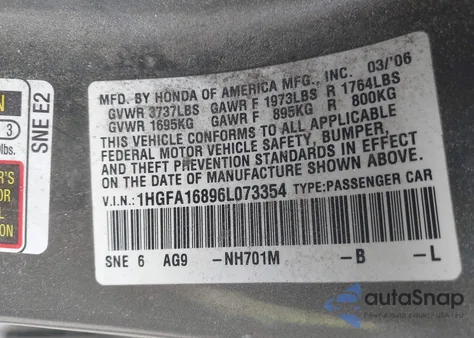 MFD. BY HONDA OF AMERICA MFG., INC. 03/'06
GVWR 3737LBS GAWR F 1973LBS R 1764LBS
GVWR 1695KG GAWR F 895KG R 800KG
THIS VEHICLE CONFORMS TO ALL APPLICABLE
FEDERAL MOTOR VEHICLE SAFETY, BUMPER,
AND THEFT PREVENTION STANDARDS IN EFFECT
ON THE DATE OF MANUFACTURE SHOWN ABOVE.
V.I.N.: 1HGFA16896L073354 TYPE: PASSENGER CAR
SNE 6 AG9 -NH701M -B -L
SNE E2
3
lbs.
autoSnap